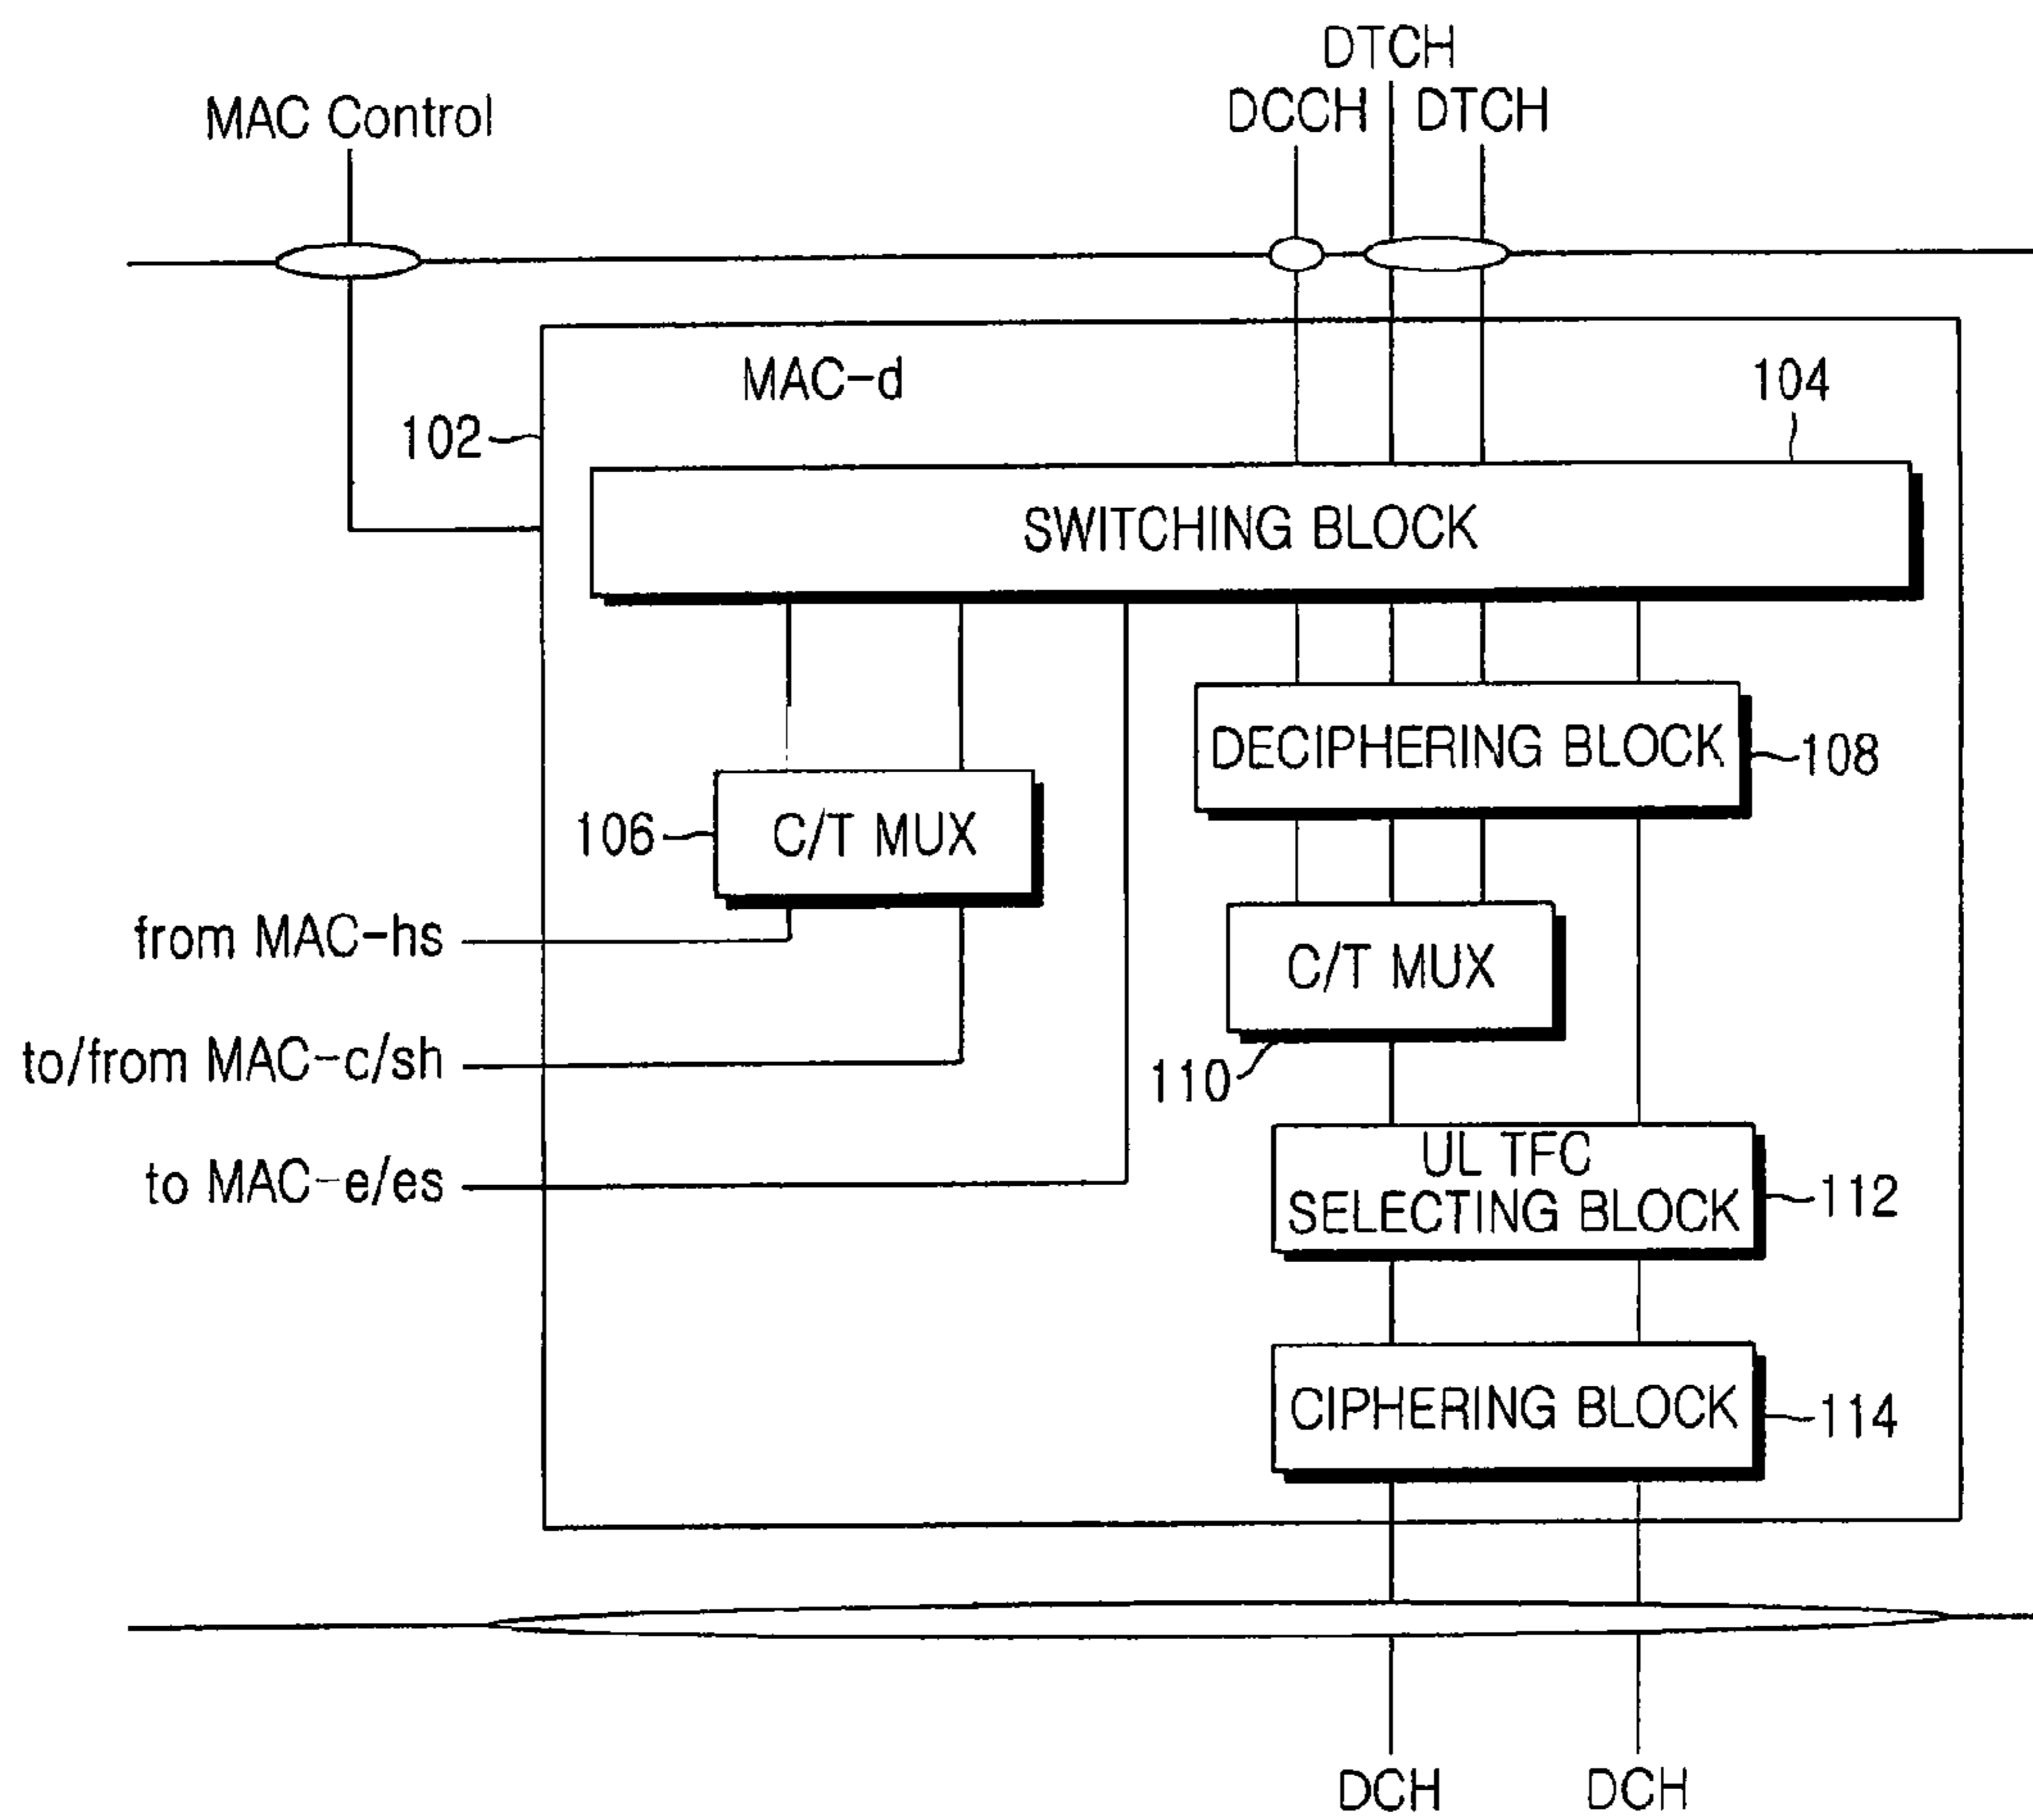 DTCH
MAC Control
DCCH
DTCH
MAC-d
104
102
SWITCHING BLOCK
DECIPHERING BLOCK
108
106
C/T MUX
from MAC-hs
C/T MUX
to/from MAC-c/sh
110
UL TFC
SELECTING BLOCK
112
to MAC-e/es
CIPHERING BLOCK
114
DCH
DCH